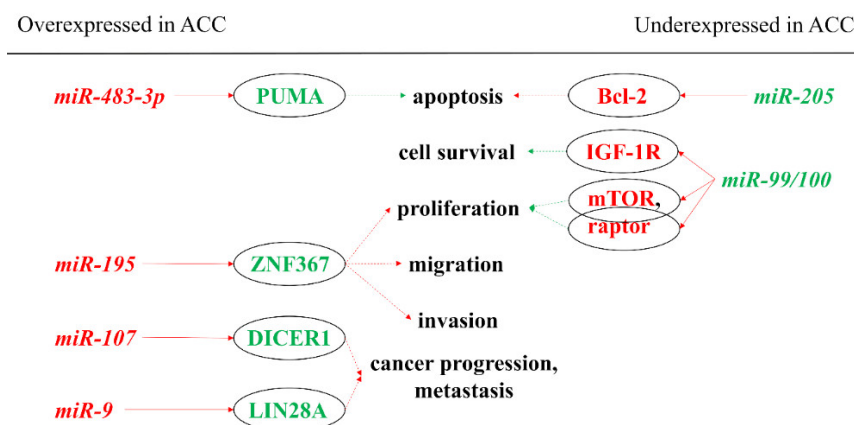 Overexpressed in ACC Underexpressed in ACC
miR-483-3p PUMA apoptosis Bcl-2 miR-205
cell survival IGF-1R
miR-99/100
proliferation mTOR,
raptor
miR-195 ZNF367 migration
invasion
miR-107 DICER1
cancer progression,
metastasis
miR-9 LIN28A